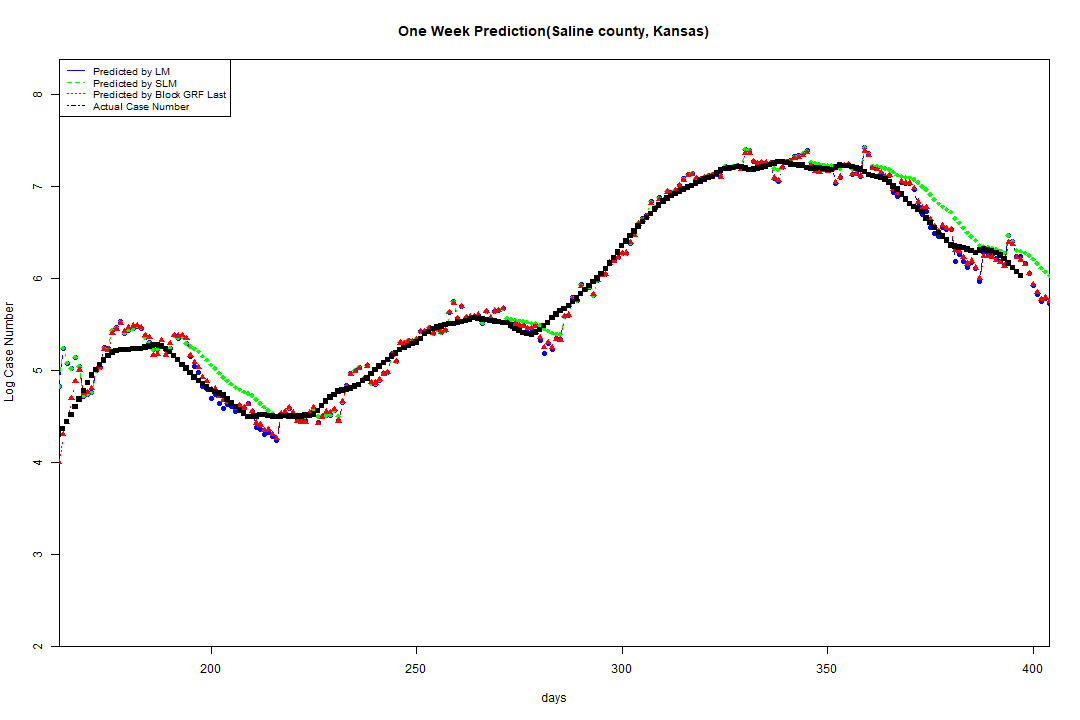 One Week Prediction(Saline county, Kansas)
Predicted by LM
Predicted by SLM
Predicted by Block GRF Last
Actual Case Number
8
7
6
5
4
3
2
Log Case Number
200 250 300 350 400
days